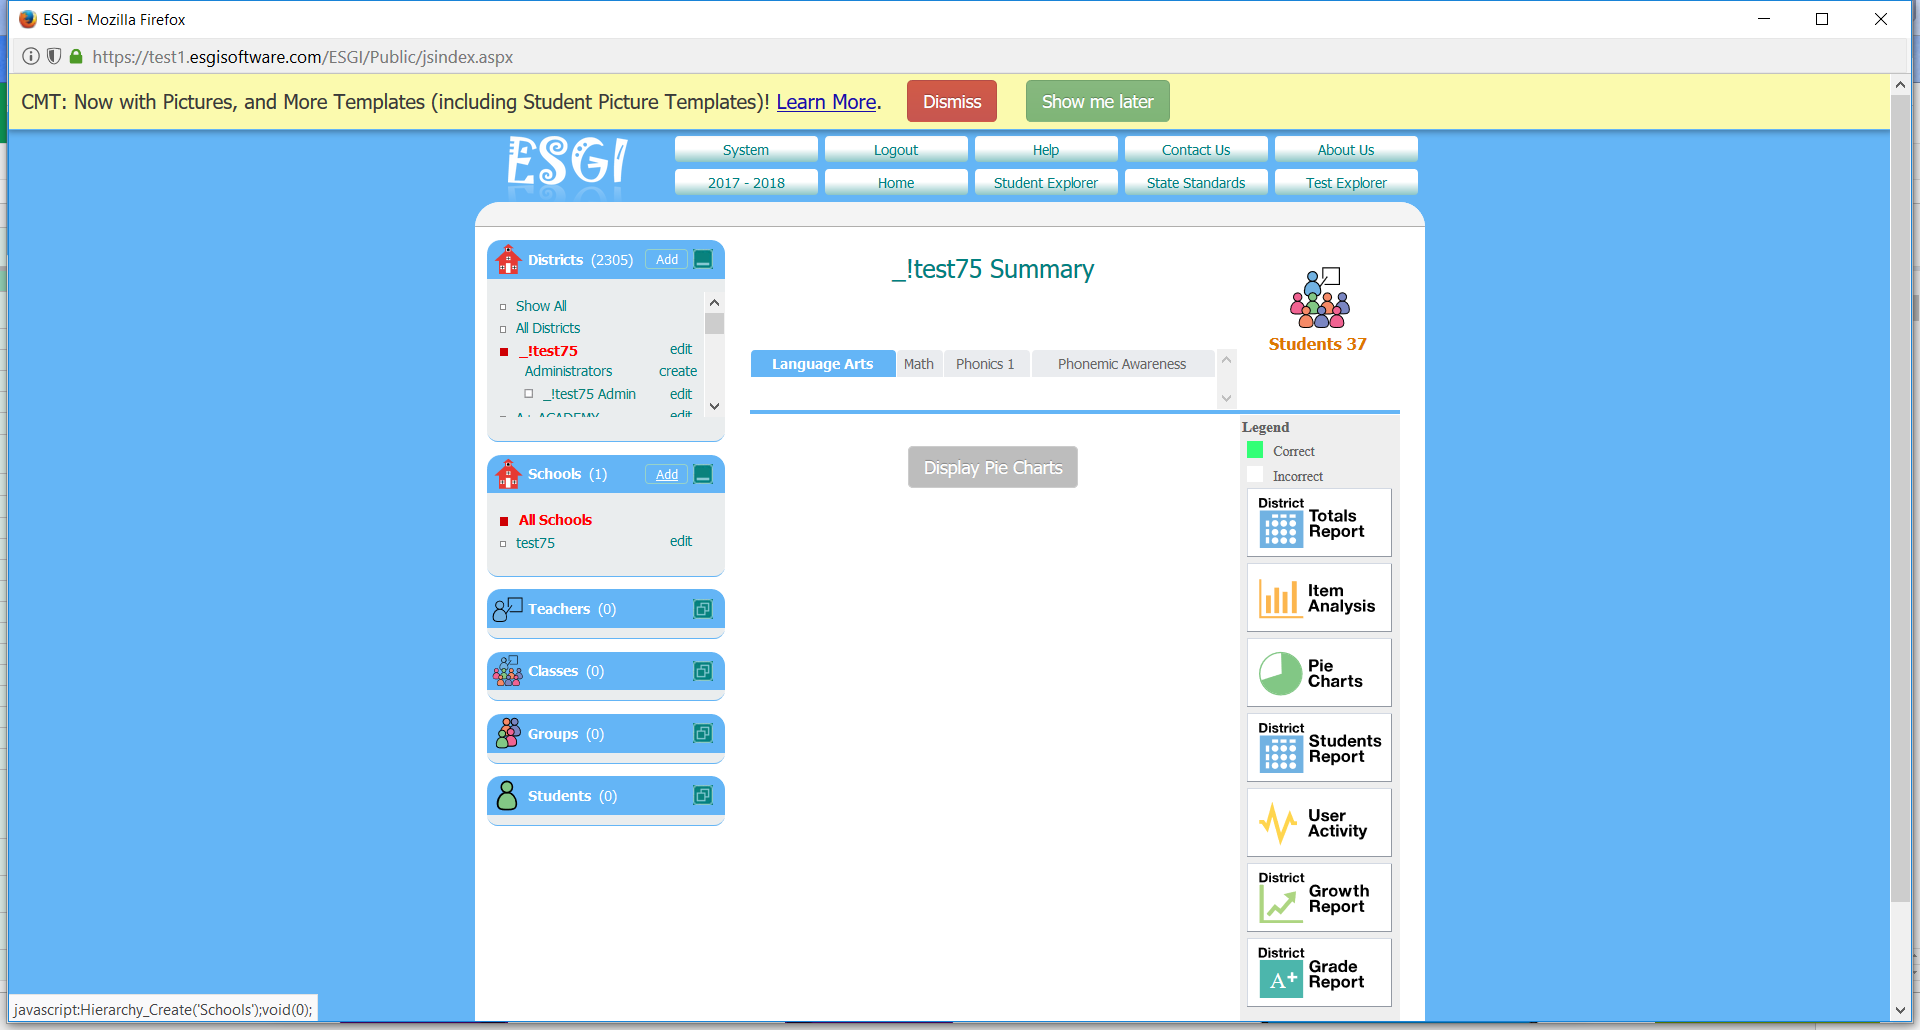 ESGI - Mozilla Firefox
https://test1.esgisoftware.com/ESGI/Public/jsindex.aspx
CMT: Now with Pictures, and More Templates (including Student Picture Templates)! Learn More. Dismiss Show me later
ESGI
System Logout Help Contact Us About Us
2017 - 2018 Home Student Explorer State Standards Test Explorer
Districts (2305) Add
Show All
All Districts
_!test75 edit
Administrators create
_!test75 Admin edit
A+ ACADEMY edit
Schools (1) Add
All Schools
test75 edit
Teachers (0)
Classes (0)
Groups (0)
Students (0)
_!test75 Summary
Students 37
Language Arts Math Phonics 1 Phonemic Awareness
Display Pie Charts
Legend
Correct
Incorrect
District
Totals
Report
Item
Analysis
Pie
Charts
District
Students
Report
User
Activity
District
Growth
Report
District
A+
Grade
Report
javascript:Hierarchy_Create('Schools');void(0);